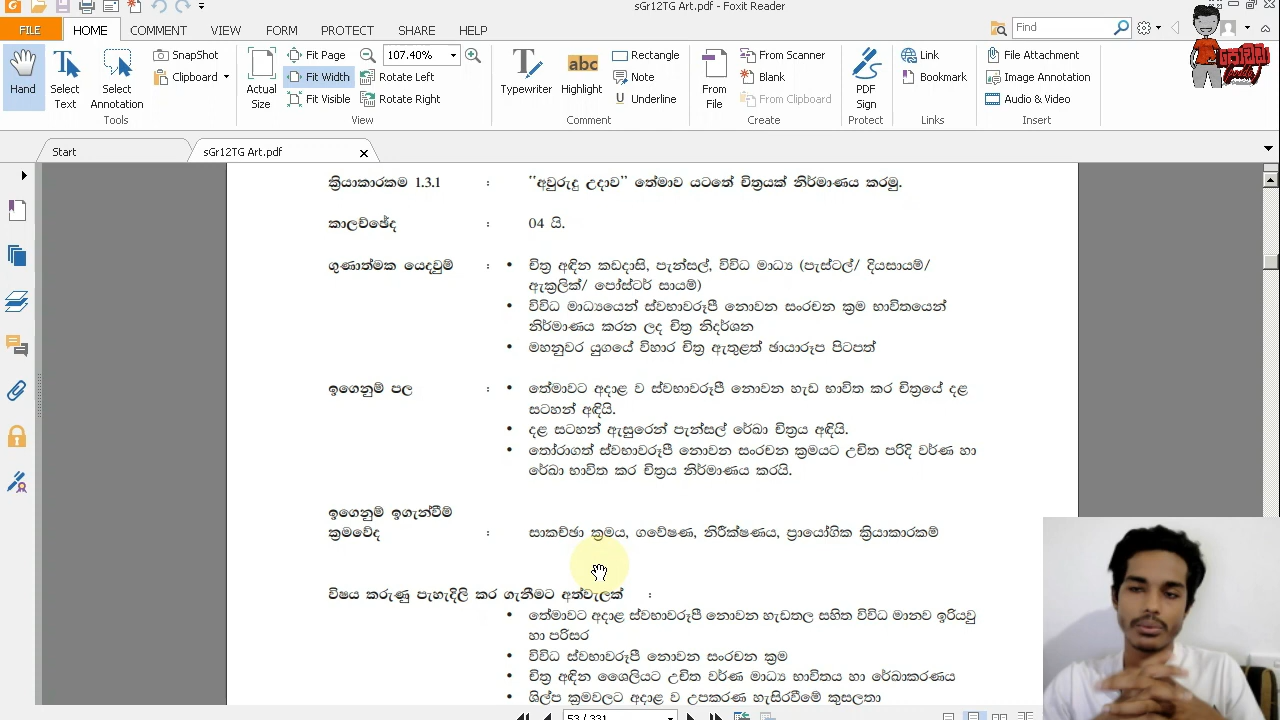 sGr12TG Art.pdf - Foxit Reader
FILE HOME COMMENT VIEW FORM PROTECT SHARE HELP
Find
Hand
Select Text
Select Annotation
SnapShot
Clipboard
Tools
Actual Size
Fit Page
Fit Width
Fit Visible
107.40%
Rotate Left
Rotate Right
View
Typewriter
abc
Highlight
Rectangle
Note
Underline
Comment
From File
From Scanner
Blank
From Clipboard
Create
PDF Sign
Protect
Link
Bookmark
Links
File Attachment
Image Annotation
Audio & Video
Insert
Start sGr12TG Art.pdf
ක්‍රියාකාරකම 1.3.1 : "අවුරුදු උදාව" තේමාව යටතේ චිත්‍රයක් නිර්මාණය කරමු.
කාලච්ඡේද : 04 යි.
ගුණාත්මක යෙදවුම් : • චිත්‍ර අඳින කඩදාසි, පැන්සල්, විවිධ මාධ්‍ය (පැස්ටල්/ දියසායම්/
ඇක්‍රලික්/ පෝස්ටර් සායම්)
• විවිධ මාධ්‍යයෙන් ස්වභාවරූපී නොවන සංරචන ක්‍රම භාවිතයෙන්
නිර්මාණය කරන ලද චිත්‍ර නිදර්ශන
• මහනුවර යුගයේ විහාර චිත්‍ර ඇතුළත් ඡායාරූප පිටපත්
ඉගෙනුම් පල : • තේමාවට අදාළ ව ස්වභාවරූපී නොවන හැඩ භාවිත කර චිත්‍රයේ දළ
සටහන් අඳියි.
• දළ සටහන් ඇසුරෙන් පැන්සල් රේඛා චිත්‍රය අඳියි.
• තෝරාගත් ස්වභාවරූපී නොවන සංරචන ක්‍රමයට උචිත පරිදි වර්ණ හා
රේඛා භාවිත කර චිත්‍රය නිර්මාණය කරයි.
ඉගෙනුම් ඉගැන්වීම්
ක්‍රමවේද : සාකච්ඡා ක්‍රමය, ගවේෂණ, නිරීක්ෂණය, ප්‍රායෝගික ක්‍රියාකාරකම්
විෂය කරුණු පැහැදිලි කර ගැනීමට අත්වැලක් :
• තේමාවට අදාළ ස්වභාවරූපී නොවන හැඩතල සහිත විවිධ මානව ඉරියවු
හා පරිසර
• විවිධ ස්වභාවරූපී නොවන සංරචන ක්‍රම
• චිත්‍ර අඳින ශෛලියට උචිත වර්ණ මාධ්‍ය භාවිතය හා රේඛාකරණය
• ශිල්ප ක්‍රමවලට අදාළ ව උපකරණ හැසිරවීමේ කුසලතා
53 / 331